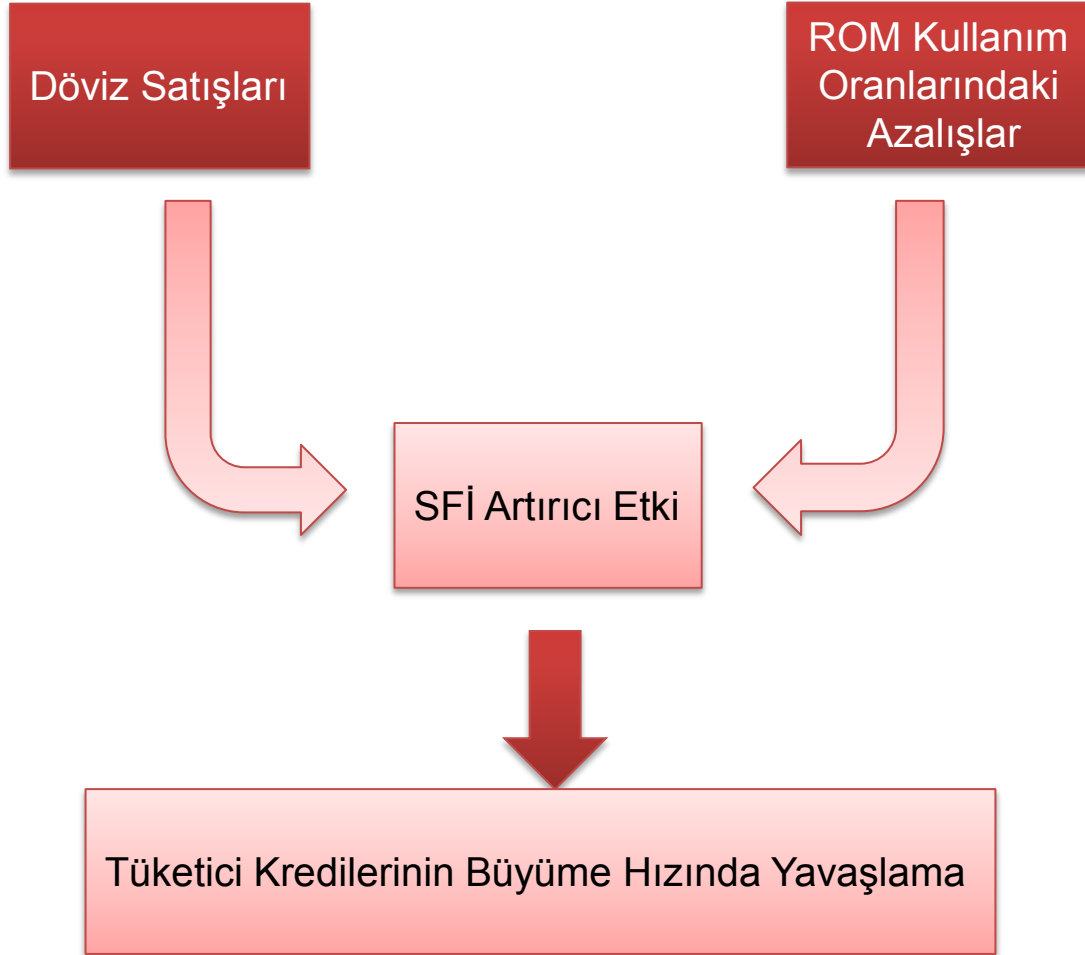 Döviz Satışları
ROM Kullanım
Oranlarındaki
Azalışlar
SFİ Artırıcı Etki
Tüketici Kredilerinin Büyüme Hızında Yavaşlama